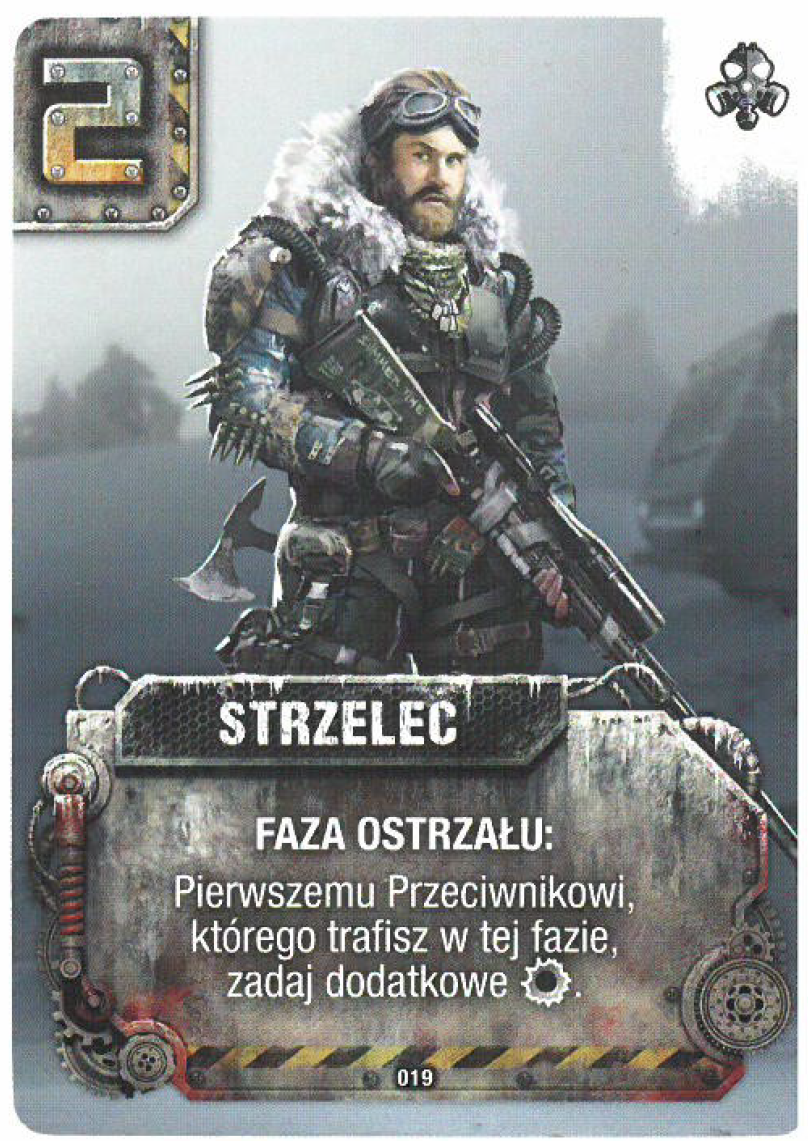 2
STRZELEC
FAZA OSTRZAŁU:
Pierwszemu Przeciwnikowi,
którego trafisz w tej fazie,
zadaj dodatkowe .
019